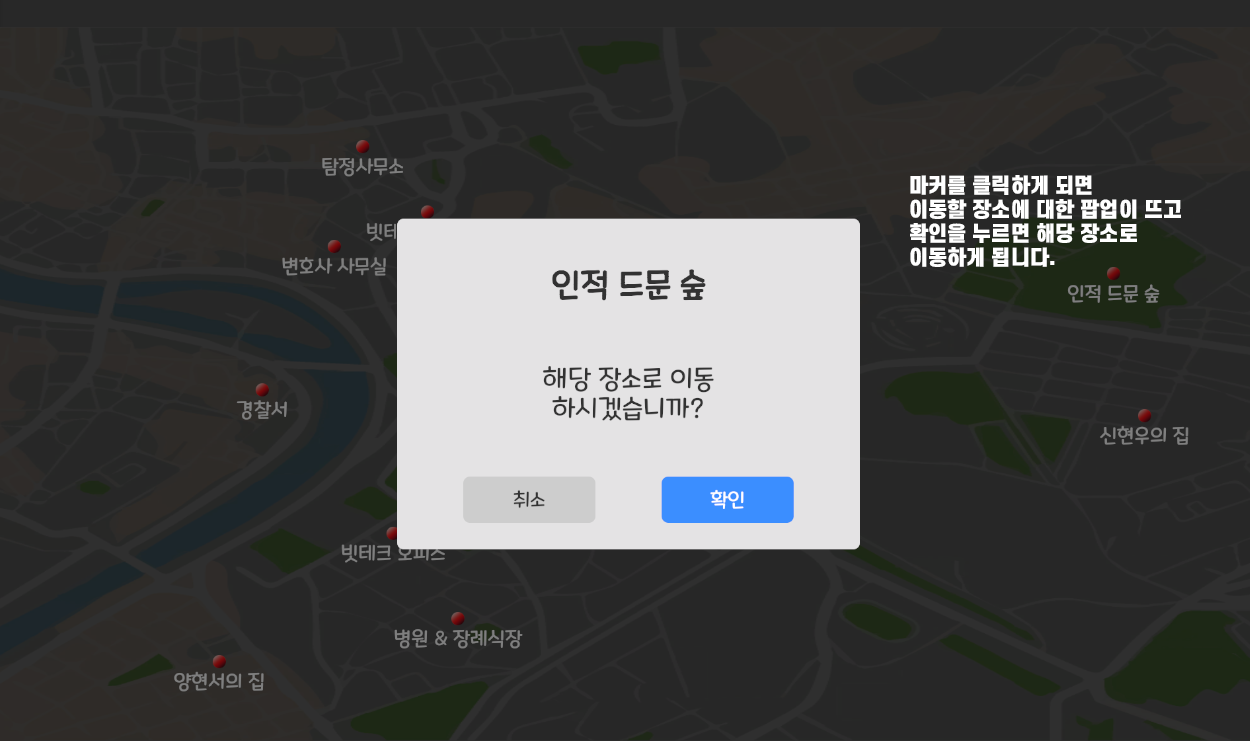 탐정사무소
마커를 클릭하게 되면
이동할 장소에 대한 팝업이 뜨고
확인을 누르면 해당 장소로
이동하게 됩니다.
빗테
변호사 사무실
인적 드문 숲
인적 드문 숲
해당 장소로 이동
하시겠습니까?
경찰서
신현우의 집
취소
확인
빗테크 오피스
병원 & 장례식장
양현서의 집